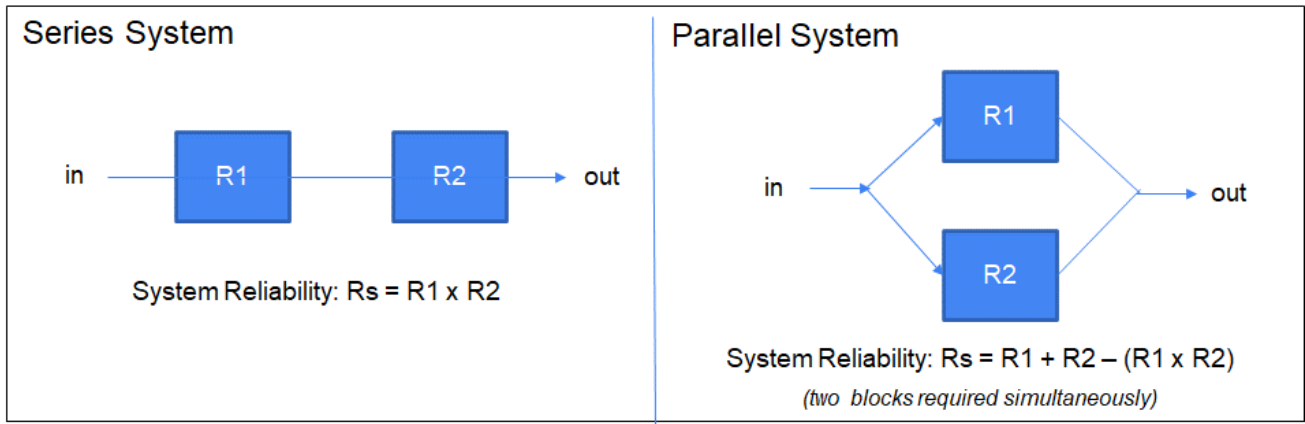 Series System
in
R1
R2
out
System Reliability: Rs = R1 x R2
Parallel System
R1
in
out
R2
System Reliability: Rs = R1 + R2 – (R1 x R2)
(two blocks required simultaneously)